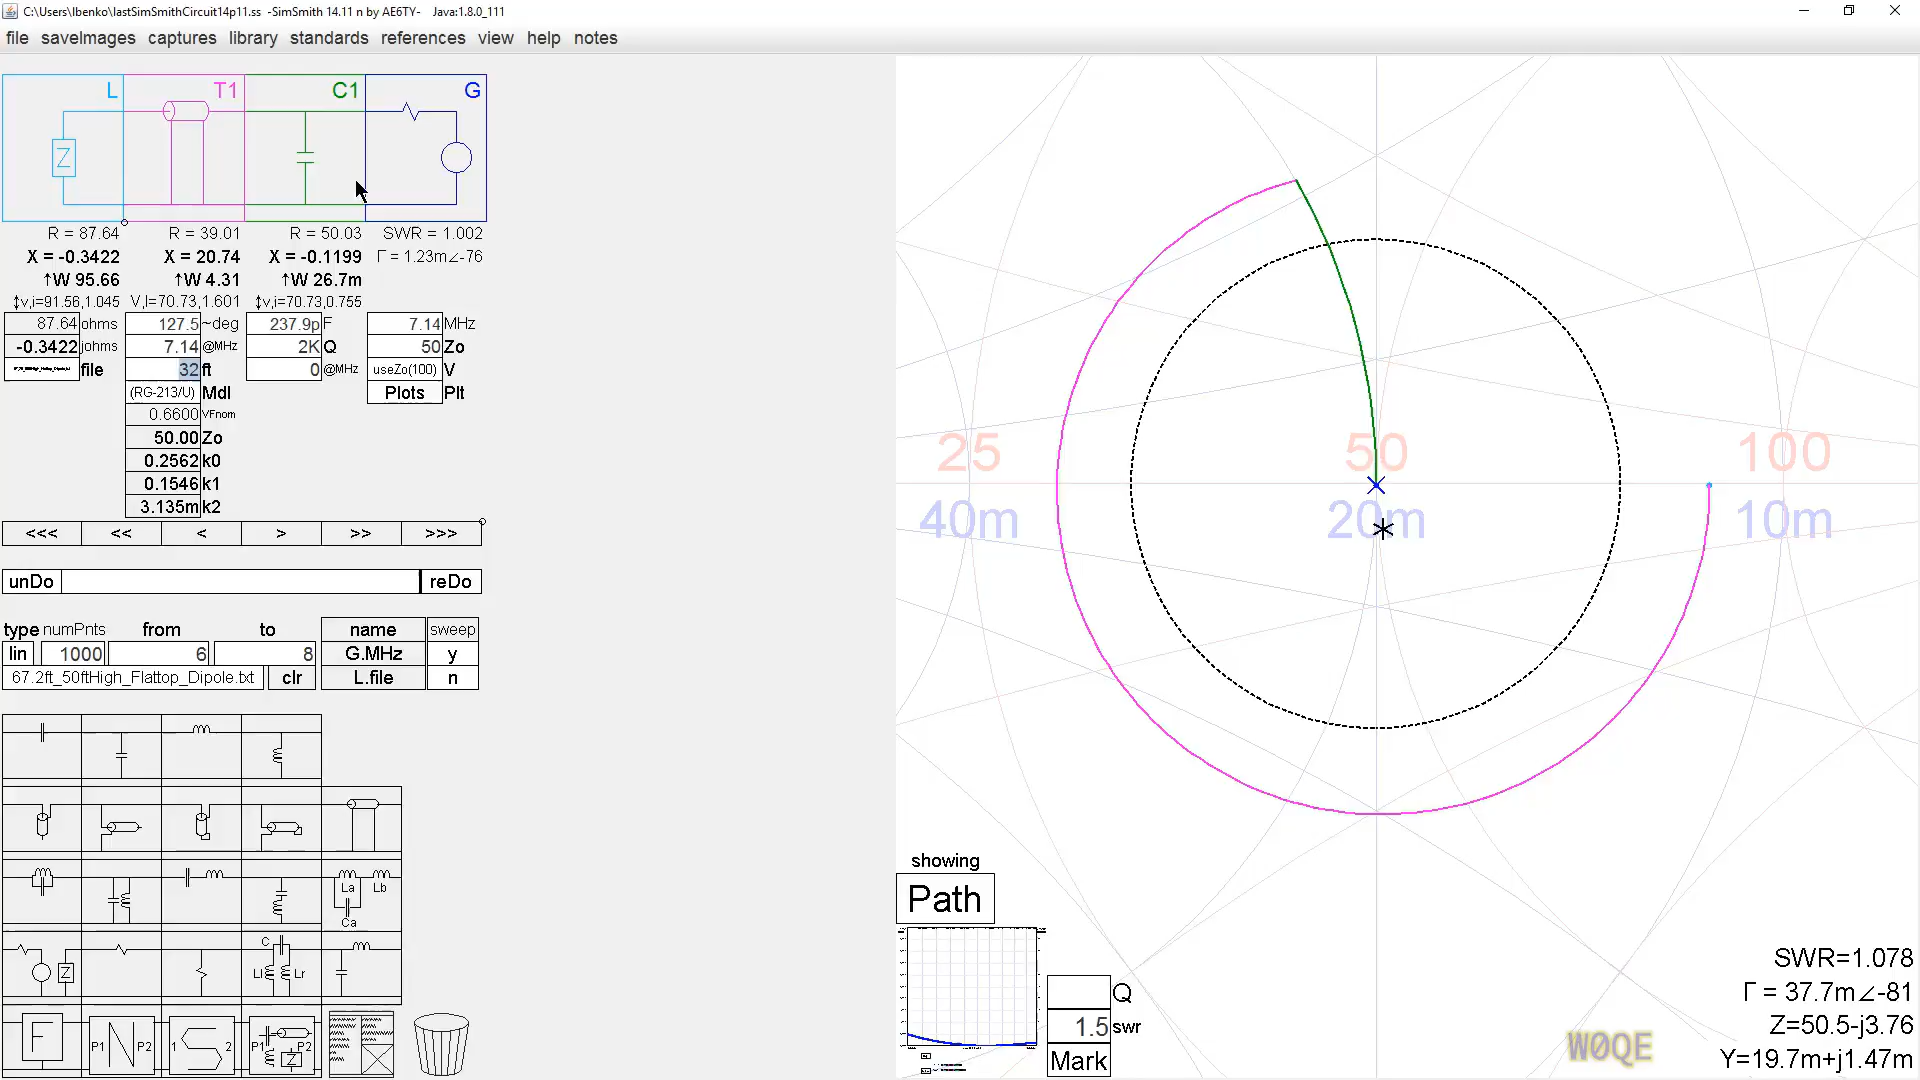 C:\Users\lbenko\lastSimSmithCircuit14p11.ss -SimSmith 14.11 n by AE6TY- Java:1.8.0_111
file saveImages captures library standards references view help notes
L T1 C1 G
Z
R = 87.64 R = 39.01 R = 50.03 SWR = 1.002
X = -0.3422 X = 20.74 X = -0.1199 Γ = 1.23m∠-76
↑W 95.66 ↑W 4.31 ↑W 26.7m
↕v,i=91.56,1.045 V,I=70.73,1.601 ↕v,i=70.73,0.755
87.64 ohms 127.5 ~deg 237.9p F 7.14 MHz
-0.3422 johms 7.14 @MHz 2K Q 50 Zo
file 32 ft 0 @MHz useZo(100) V
(RG-213/U) Mdl Plots Plt
0.6600 VFnom
50.00 Zo
0.2562 k0
0.1546 k1
3.135m k2
<<< << < > >> >>>
unDo reDo
type numPnts from to name sweep
lin 1000 6 8 G.MHz y
67.2ft_50ftHigh_Flattop_Dipole.txt clr L.file n
La Lb
Ca
Z C Ll Lr
F P1 N P2 1 S 2 P1 P2 Z
25 50 100
40m 20m 10m
showing
Path
Q
1.5 swr
Mark
SWR=1.078
Γ = 37.7m∠-81
Z=50.5-j3.76
Y=19.7m+j1.47m
W0QE